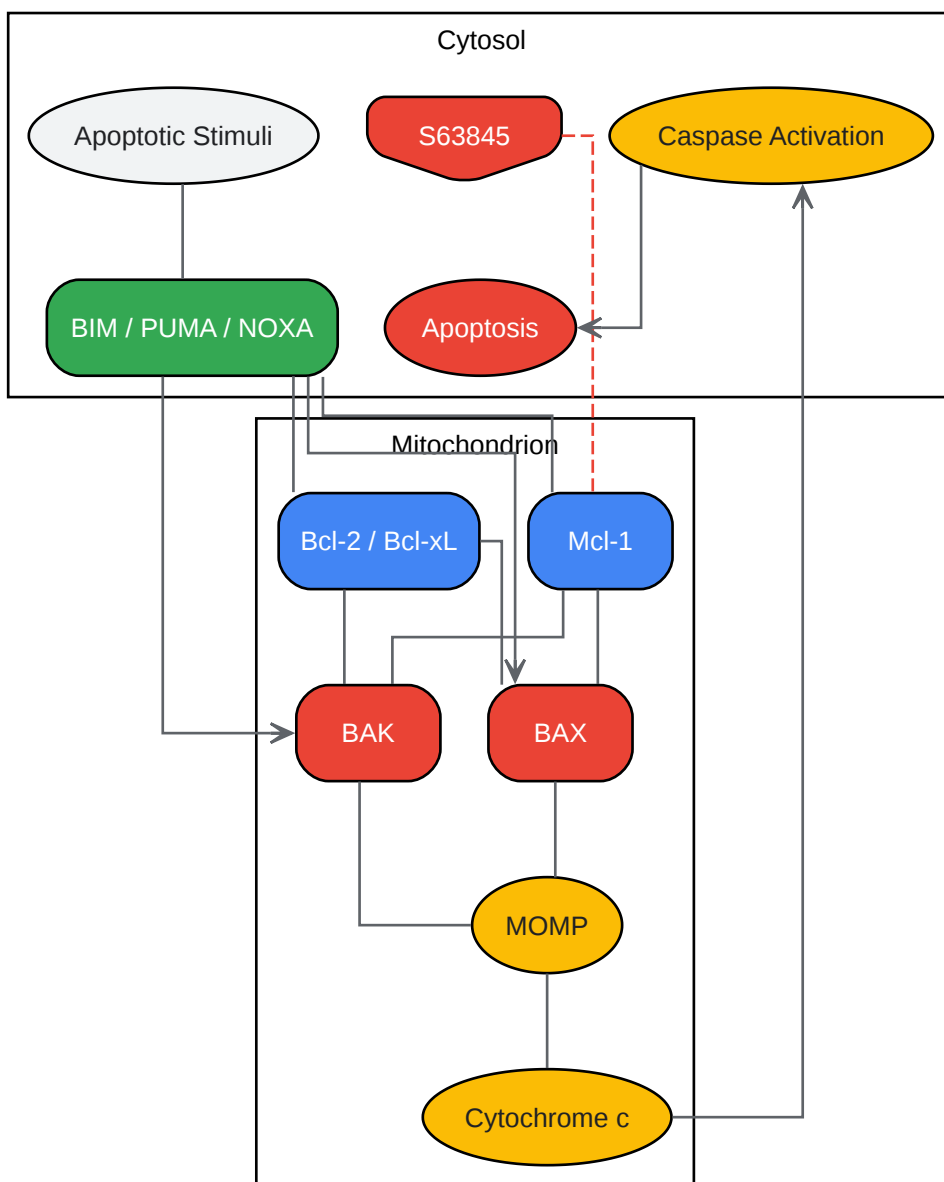 Cytosol
Apoptotic Stimuli
S63845
Caspase Activation
BIM / PUMA / NOXA
Apoptosis
Mitochondrion
Bcl-2 / Bcl-xL
Mcl-1
BAK
BAX
MOMP
Cytochrome c